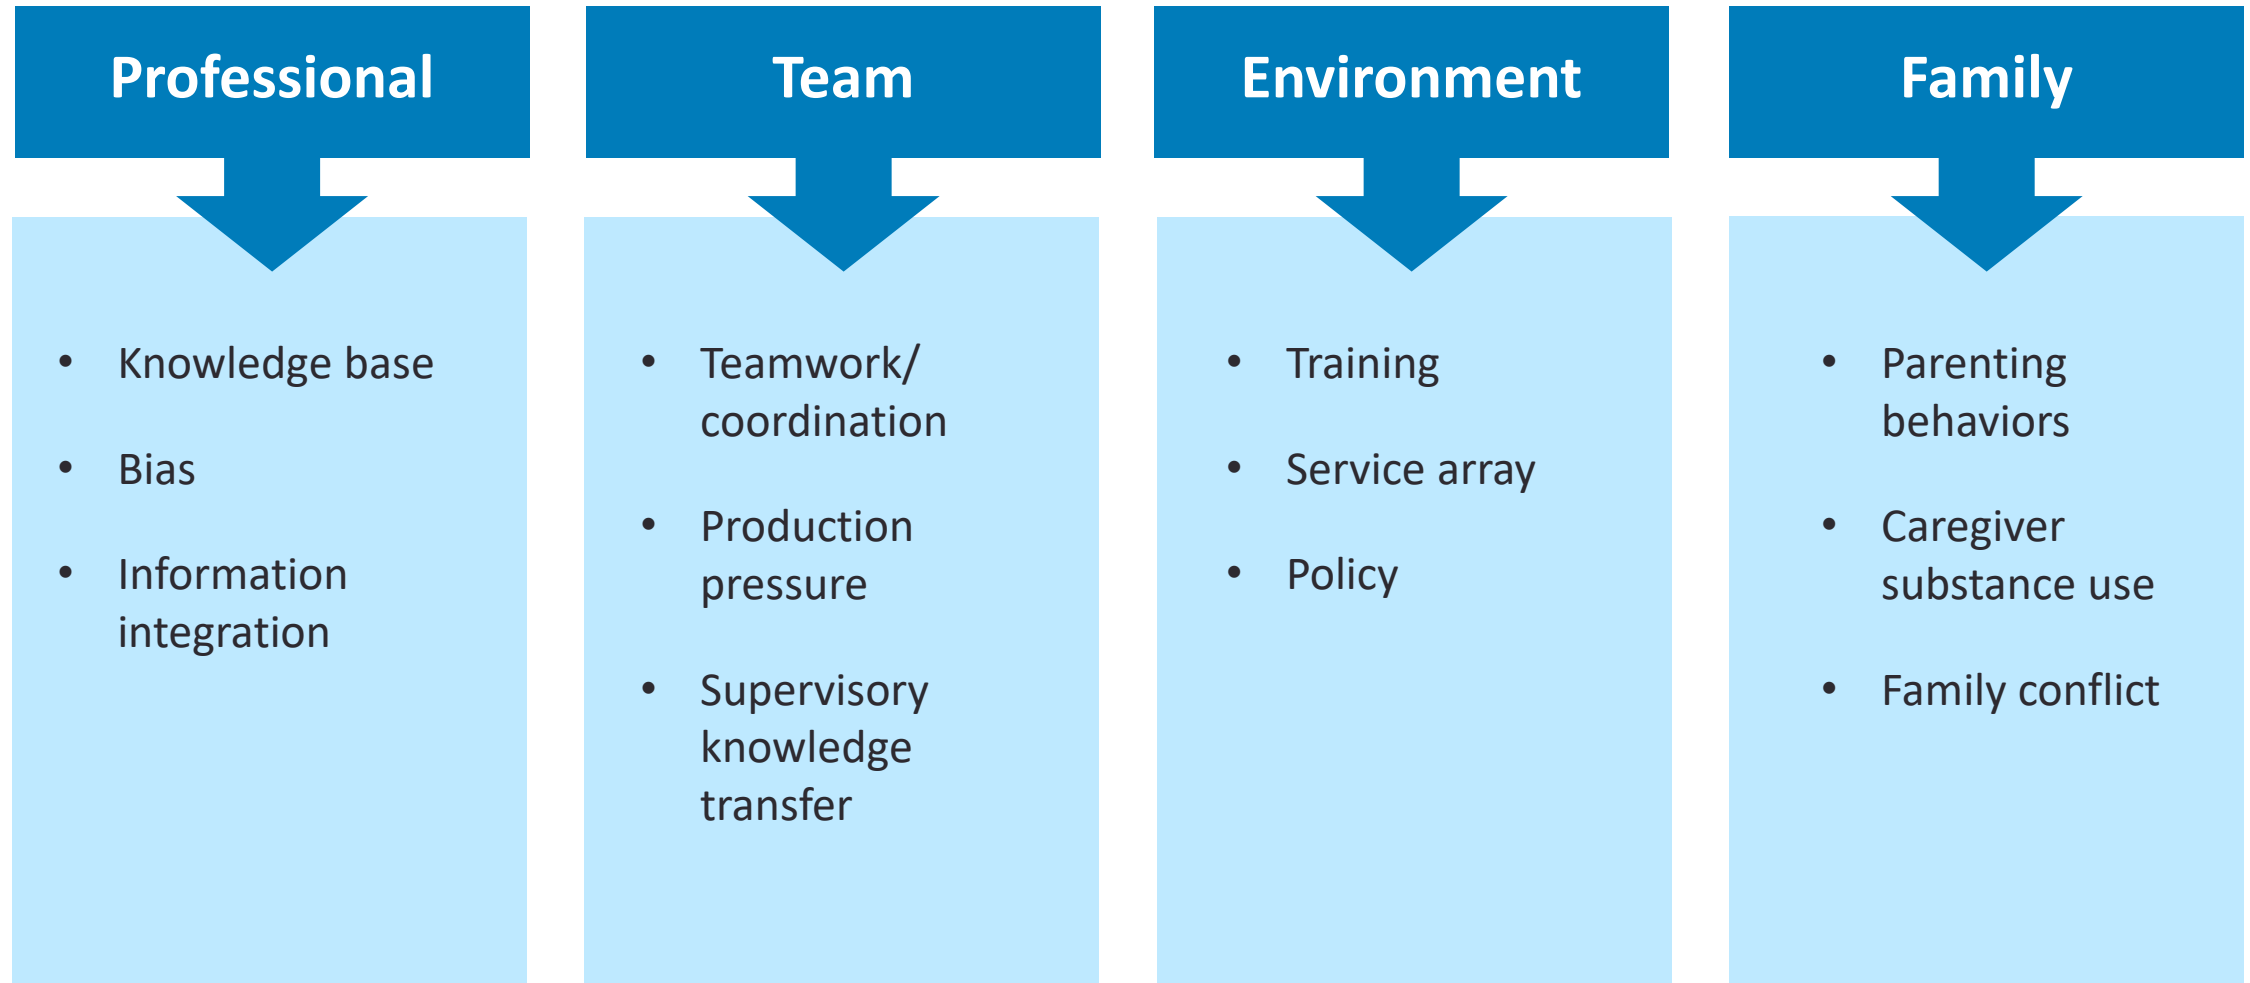 Professional
• Knowledge base
• Bias
• Information
integration
Team
• Teamwork/
coordination
• Production
pressure
• Supervisory
knowledge
transfer
Environment
• Training
• Service array
• Policy
Family
• Parenting
behaviors
• Caregiver
substance use
• Family conflict